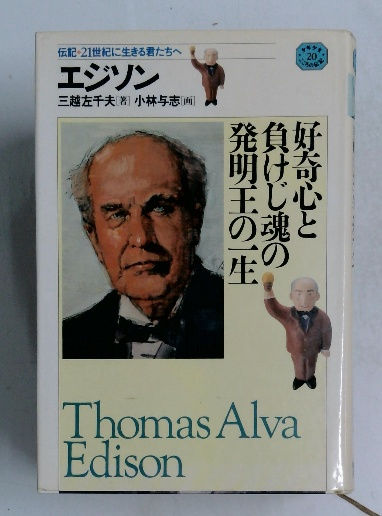 伝記●21世紀に生きる君たちへ
エジソン
三越左千夫[著] 小林与志[画]
20
好奇心と
負けじ魂の
発明王の一生
Thomas Alva
Edison